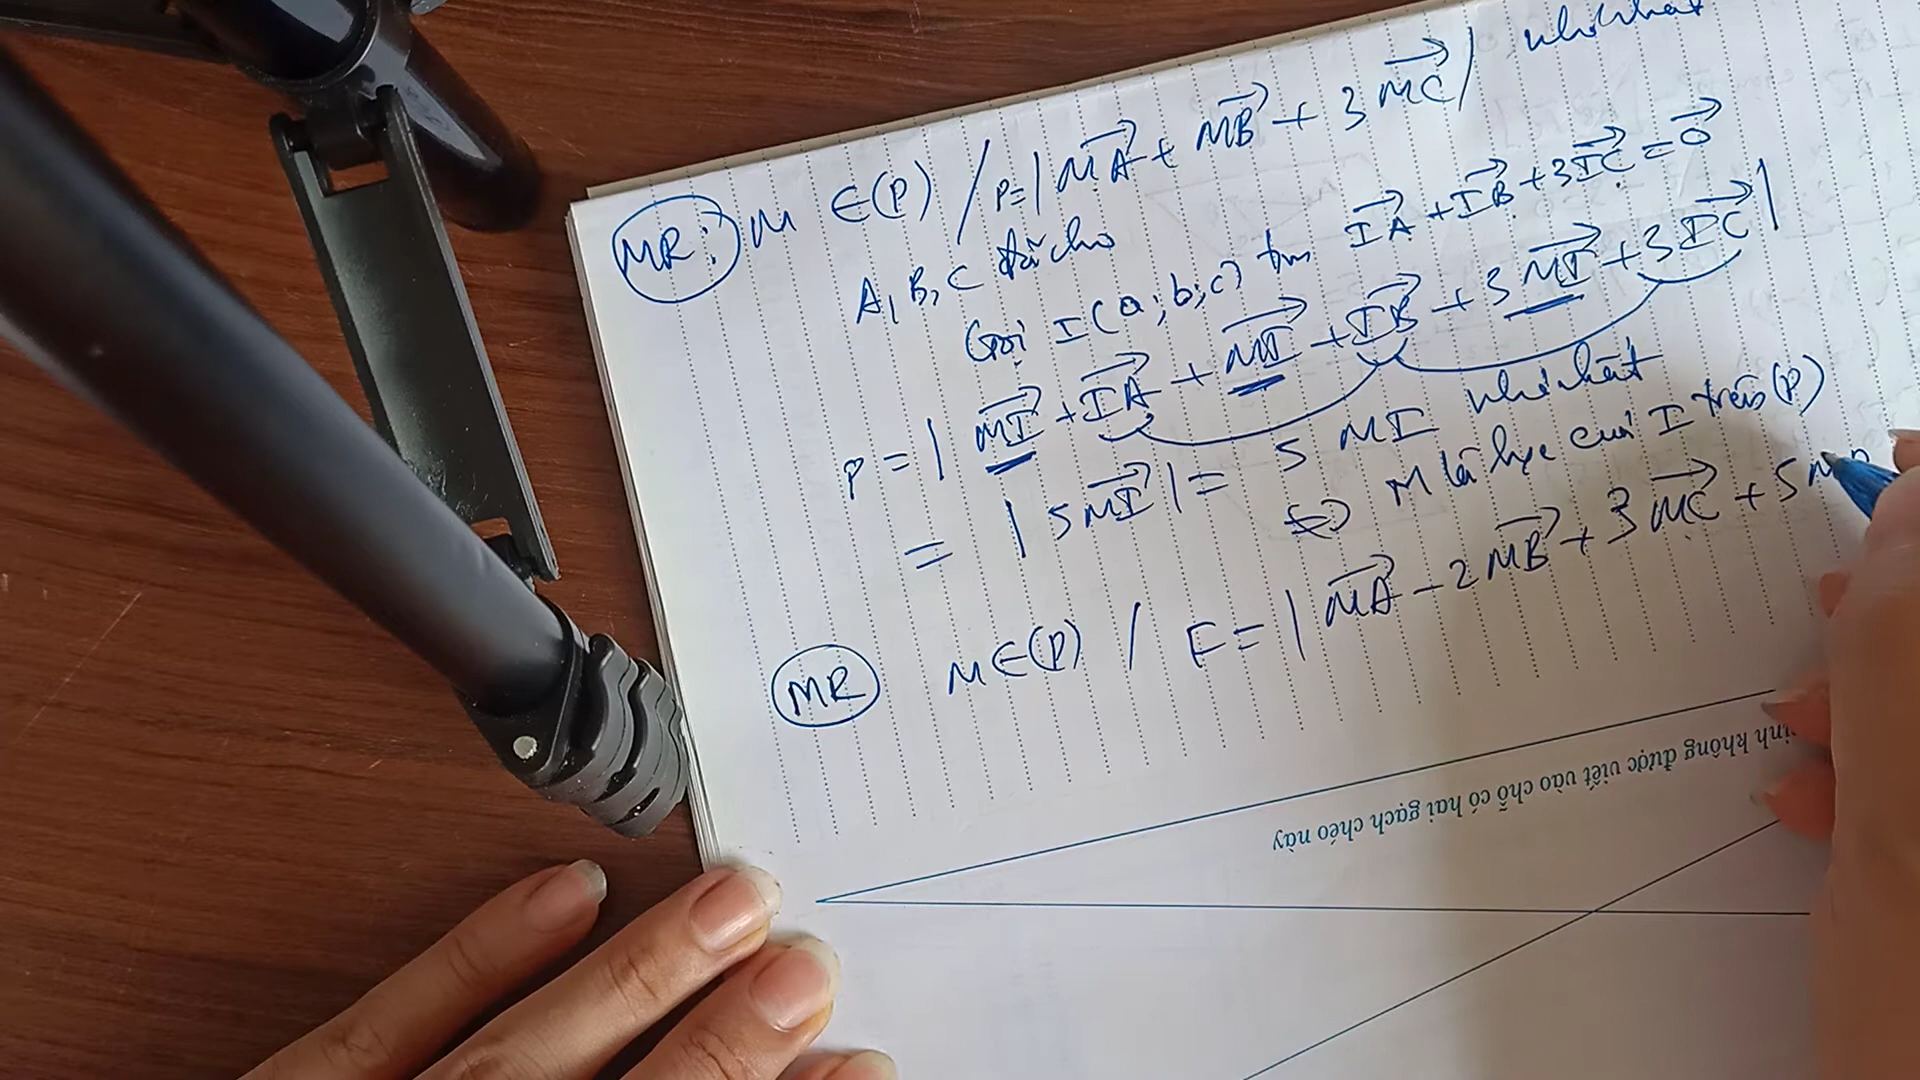 MR: M ∈ (P) / P = |MA→ + MB→ + 3MC→| nhỏ nhất
A, B, C đã cho
Gọi I(a; b; c) tm IA→ + IB→ + 3IC→ = 0→
P = |MI→ + IA→ + MI→ + IB→ + 3MI→ + 3IC→|
= |5MI→| = 5MI nhỏ nhất
⇔ M là h/c của I trên (P)
MR M ∈ (P) / F = |MA→ - 2MB→ + 3MC→ + 5M
không được viết vào chỗ có hai gạch chéo này